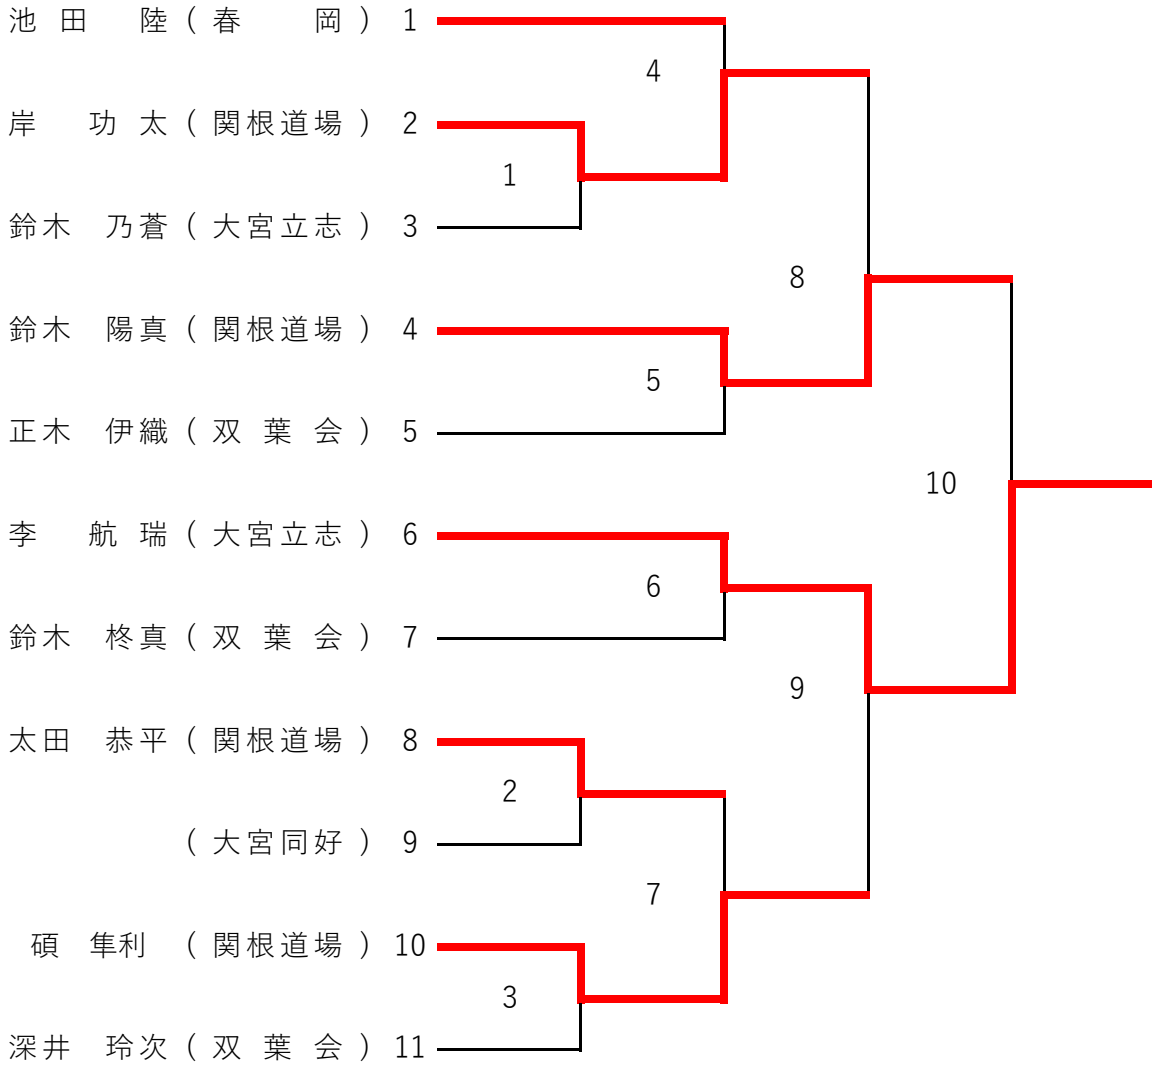 池田　陸（春　岡）1
4
岸　功太（関根道場）2
1
鈴木　乃蒼（大宮立志）3
8
鈴木　陽真（関根道場）4
5
正木　伊織（双葉会）5
10
李　航瑞（大宮立志）6
6
鈴木　柊真（双葉会）7
9
太田　恭平（関根道場）8
2
（大宮同好）9
7
碩　隼利（関根道場）10
3
深井　玲次（双葉会）11